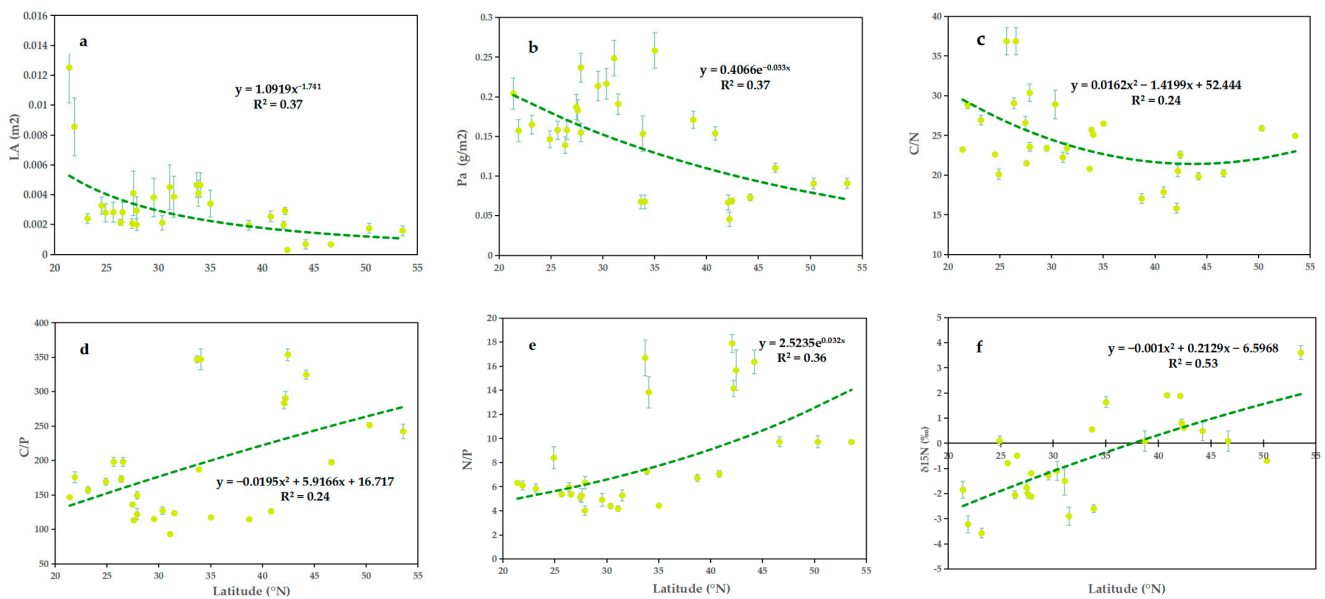 a
y = 1.0919x−1.741
R² = 0.37
LA (m2)
0.016
0.014
0.012
0.01
0.008
0.006
0.004
0.002
0
20 25 30 35 40 45 50 55
b
y = 0.4066e−0.033x
R² = 0.37
Pa (g/m2)
0.3
0.25
0.2
0.15
0.1
0.05
0
20 25 30 35 40 45 50 55
c
y = 0.0162x² − 1.4199x + 52.444
R² = 0.24
C/N
40
35
30
25
20
15
10
20 25 30 35 40 45 50 55
d
y = −0.0195x² + 5.9166x + 16.717
R² = 0.24
C/P
400
350
300
250
200
150
100
50
20 25 30 35 40 45 50 55
Latitude (°N)
e
y = 2.5235e0.032x
R² = 0.36
N/P
20
18
16
14
12
10
8
6
4
2
0
20 25 30 35 40 45 50 55
Latitude (°N)
f
y = −0.001x² + 0.2129x − 6.5968
R² = 0.53
δ15N (‰)
5
4
3
2
1
0
-1
-2
-3
-4
-5
20 25 30 35 40 45 50 55
Latitude (°N)